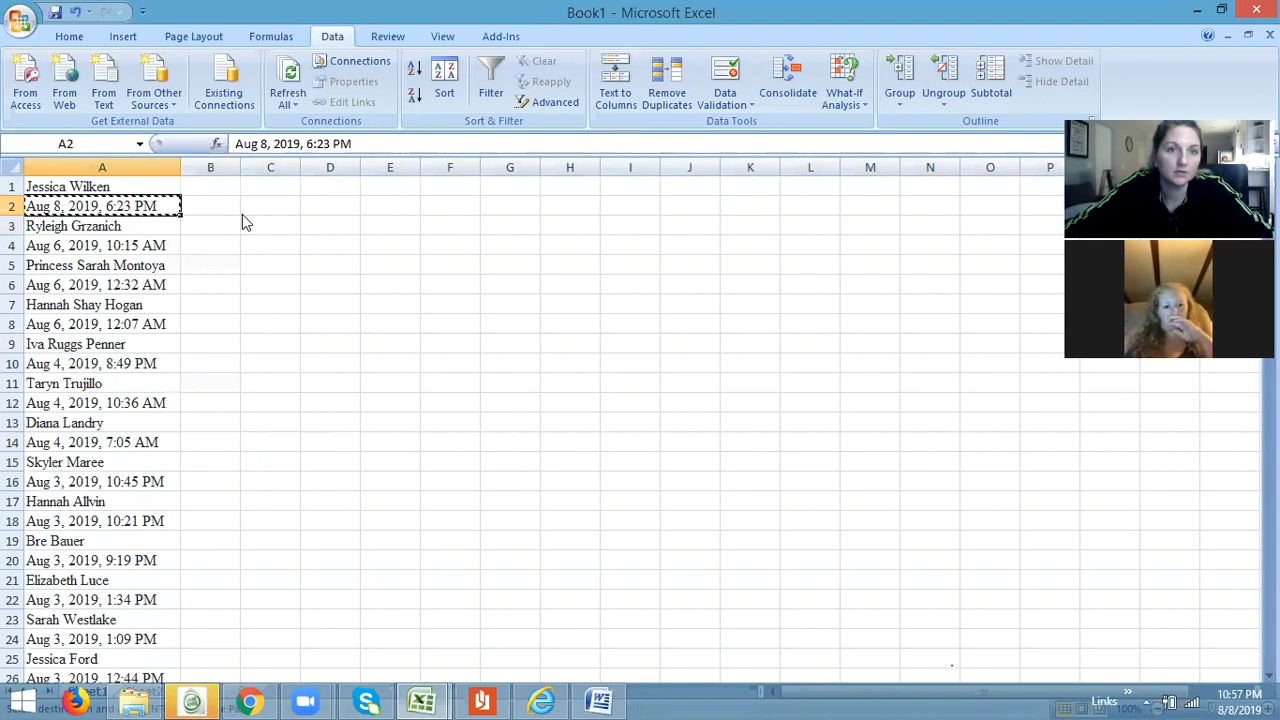 Book1 - Microsoft Excel
Home Insert Page Layout Formulas Data Review View Add-Ins
From Access
From Web
From Text
From Other Sources
Existing Connections
Get External Data
Refresh All
Connections
Properties
Edit Links
Connections
Sort
Filter
Clear
Reapply
Advanced
Sort & Filter
Text to Columns
Remove Duplicates
Data Validation
Consolidate
What-If Analysis
Data Tools
Group
Ungroup
Subtotal
Show Detail
Hide Detail
Outline
A2 fx Aug 8, 2019, 6:23 PM
A B C D E F G H I J K L M N O P
1 Jessica Wilken
2 Aug 8, 2019, 6:23 PM
3 Ryleigh Grzanich
4 Aug 6, 2019, 10:15 AM
5 Princess Sarah Montoya
6 Aug 6, 2019, 12:32 AM
7 Hannah Shay Hogan
8 Aug 6, 2019, 12:07 AM
9 Iva Ruggs Penner
10 Aug 4, 2019, 8:49 PM
11 Taryn Trujillo
12 Aug 4, 2019, 10:36 AM
13 Diana Landry
14 Aug 4, 2019, 7:05 AM
15 Skyler Maree
16 Aug 3, 2019, 10:45 PM
17 Hannah Allvin
18 Aug 3, 2019, 10:21 PM
19 Bre Bauer
20 Aug 3, 2019, 9:19 PM
21 Elizabeth Luce
22 Aug 3, 2019, 1:34 PM
23 Sarah Westlake
24 Aug 3, 2019, 1:09 PM
25 Jessica Ford
26 Aug 3, 2019, 12:44 PM
Links »
100%
10:57 PM
8/8/2019